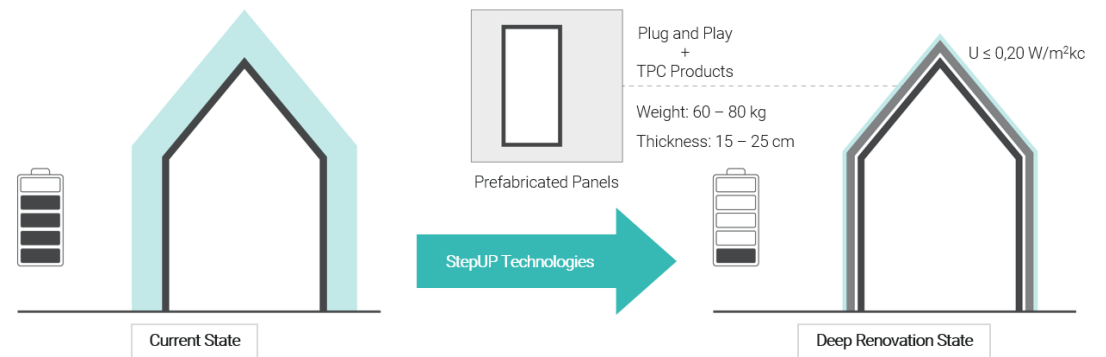 Plug and Play
+
TPC Products
U ≤ 0,20 W/m²kc
Weight: 60 – 80 kg
Thickness: 15 – 25 cm
Prefabricated Panels
StepUP Technologies
Current State
Deep Renovation State